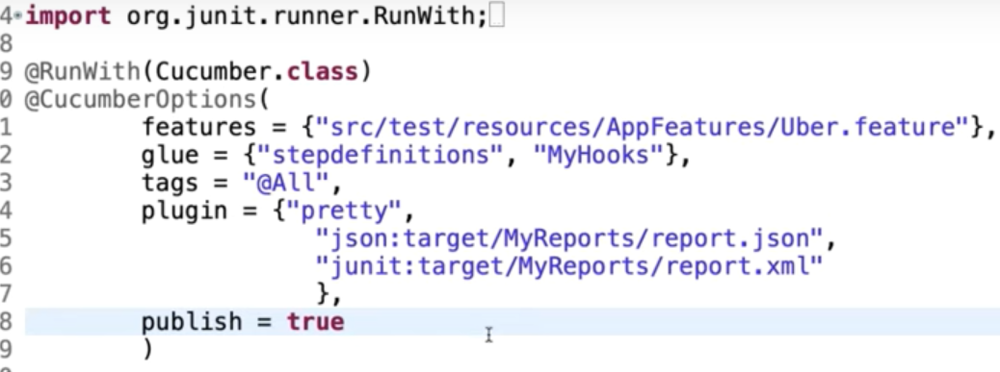 4 import org.junit.runner.RunWith;
8
9 @RunWith(Cucumber.class)
0 @CucumberOptions(
1 features = {"src/test/resources/AppFeatures/Uber.feature"},
2 glue = {"stepdefinitions", "MyHooks"},
3 tags = "@All",
4 plugin = {"pretty",
5 "json:target/MyReports/report.json",
6 "junit:target/MyReports/report.xml"
7 },
8 publish = true
9 )